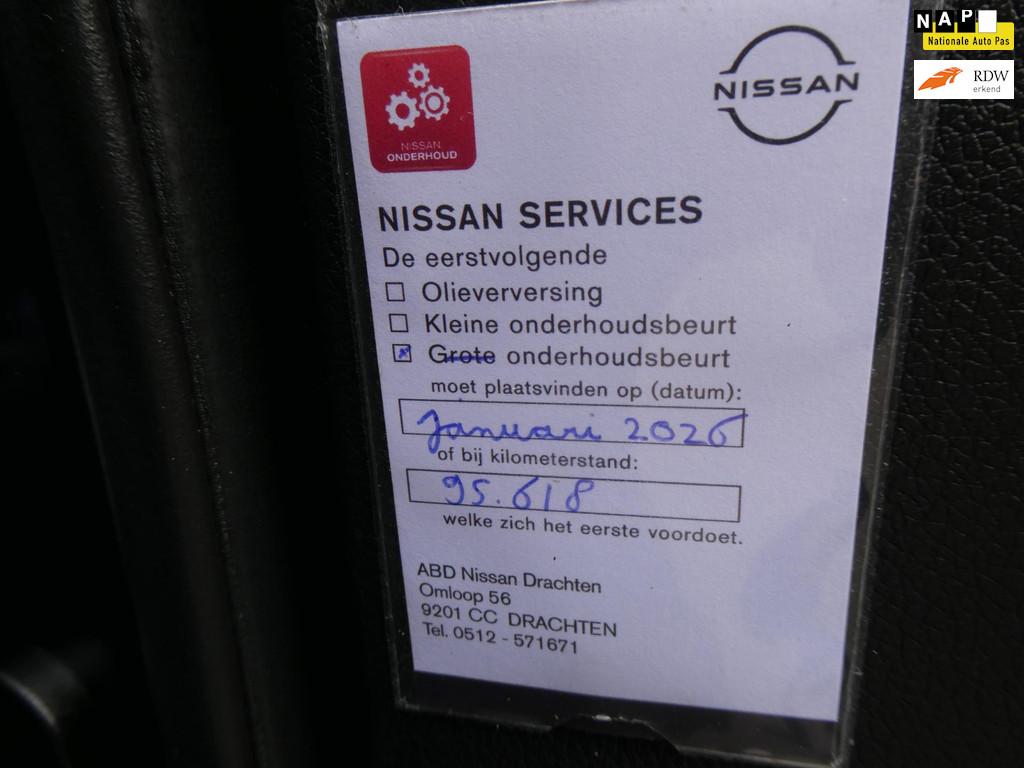 NAP
Nationale Auto Pas
RDW
erkend
NISSAN
NISSAN
ONDERHOUD
NISSAN SERVICES
De eerstvolgende
Olieverversing
Kleine onderhoudsbeurt
Grote onderhoudsbeurt
moet plaatsvinden op (datum):
januari 2026
of bij kilometerstand:
95.618
welke zich het eerste voordoet.
ABD Nissan Drachten
Omloop 56
9201 CC DRACHTEN
Tel. 0512 - 571671